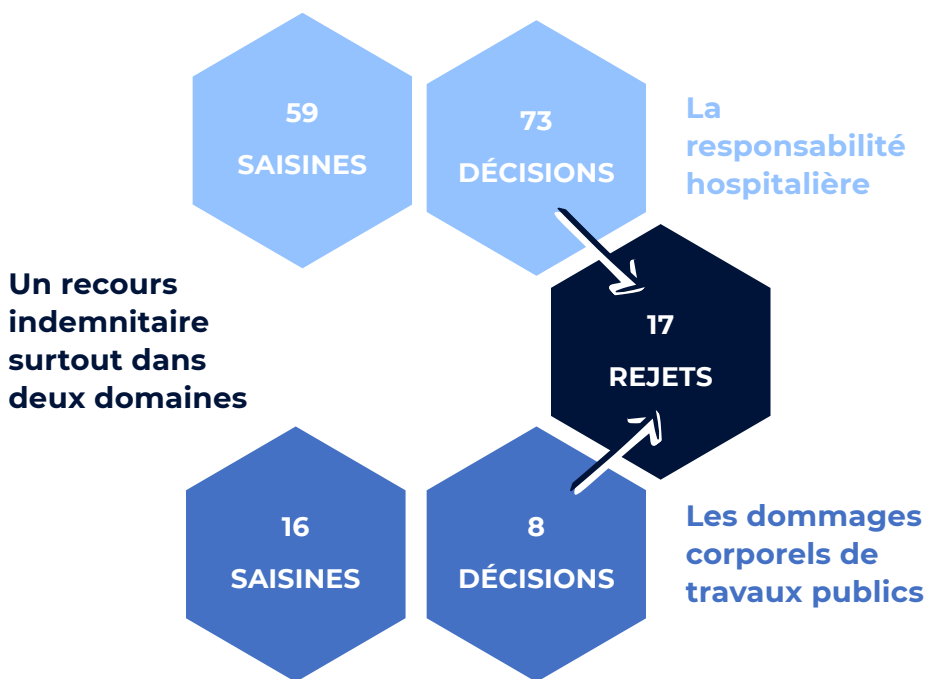 59
SAISINES
73
DÉCISIONS
La
responsabilité
hospitalière
Un recours
indemnitaire
surtout dans
deux domaines
17
REJETS
16
SAISINES
8
DÉCISIONS
Les dommages
corporels de
travaux publics